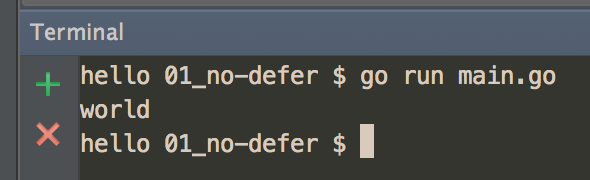 Terminal
hello 01_no-defer $ go run main.go
world
hello 01_no-defer $